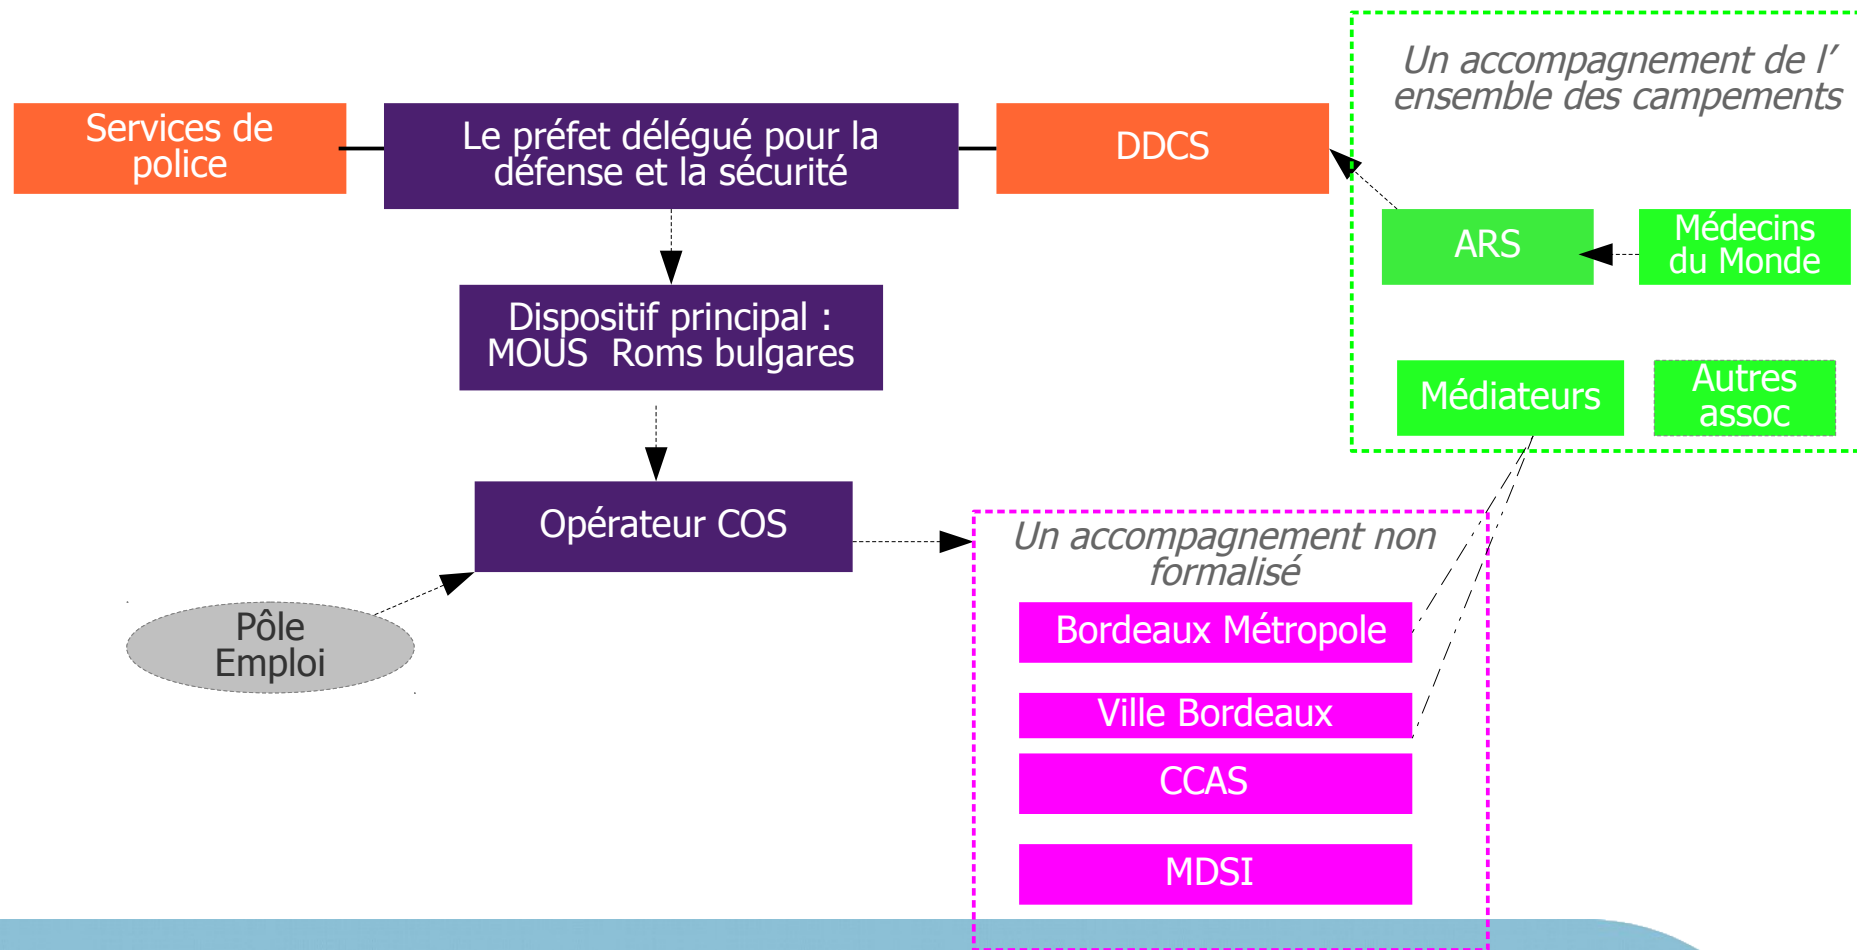 Un accompagnement de l’
ensemble des campements
Services de
police
Le préfet délégué pour la
défense et la sécurité
DDCS
ARS
Médecins
du Monde
Dispositif principal :
MOUS  Roms bulgares
Médiateurs
Autres
assoc
Opérateur COS
Un accompagnement non
formalisé
Pôle
Emploi
Bordeaux Métropole
Ville Bordeaux
CCAS
MDSI